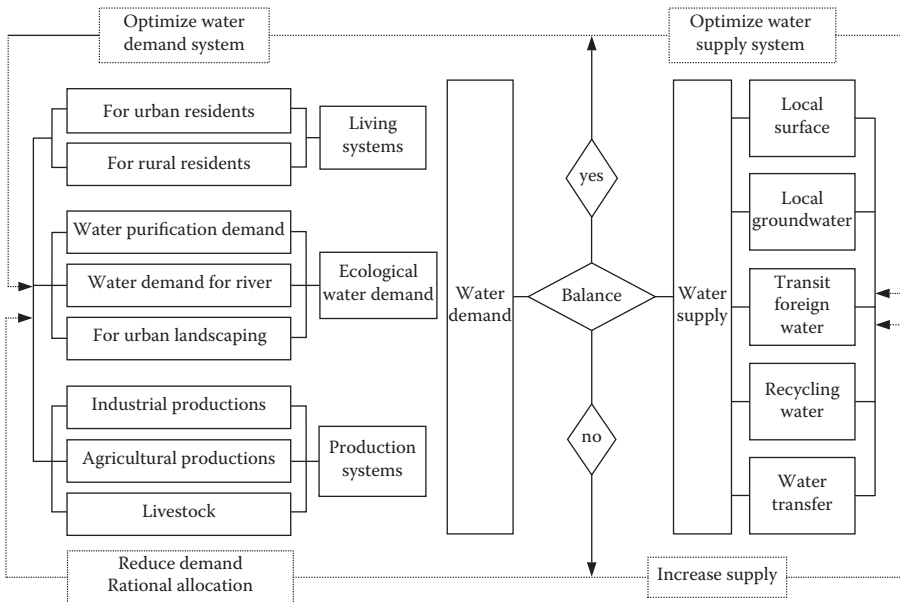 Optimize water
demand system
Optimize water
supply system
For urban residents
For rural residents
Living
systems
Water purification demand
Water demand for river
For urban landscaping
Ecological
water demand
Industrial productions
Agricultural productions
Livestock
Production
systems
Water
demand
yes
Balance
no
Water
supply
Local
surface
Local
groundwater
Transit
foreign
water
Recycling
water
Water
transfer
Reduce demand
Rational allocation
Increase supply